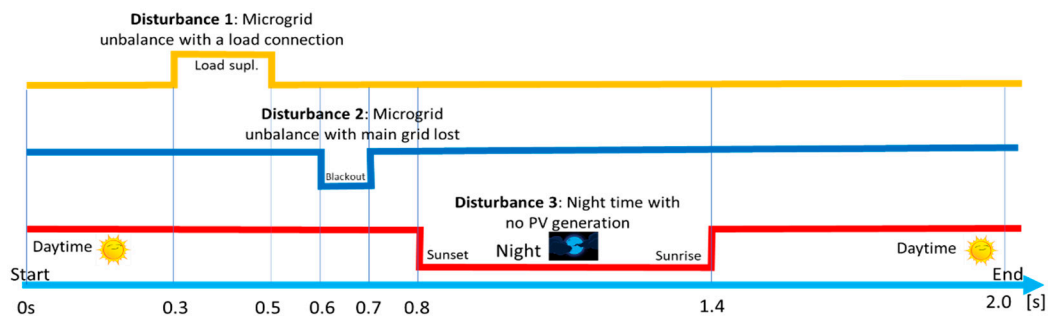 Disturbance 1: Microgrid
unbalance with a load connection
Load supl.
Disturbance 2: Microgrid
unbalance with main grid lost
Blackout
Disturbance 3: Night time with
no PV generation
Daytime
Sunset
Night
Sunrise
Daytime
Start
End
0s
0.3
0.5
0.6
0.7
0.8
1.4
2.0
[s]